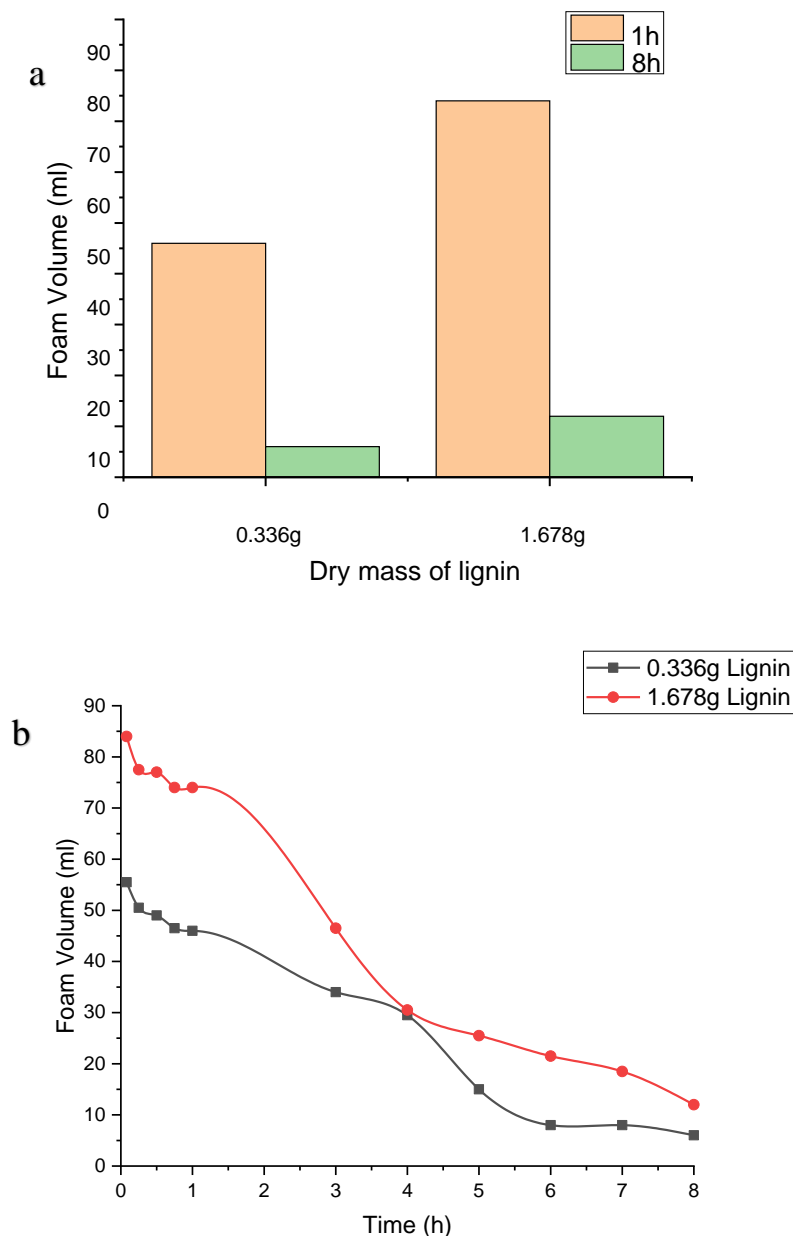 a
1h
8h
90
80
70
60
50
40
30
20
10
0
Foam Volume (ml)
0.336g 1.678g
Dry mass of lignin
b
0.336g Lignin
1.678g Lignin
90
80
70
60
50
40
30
20
10
0
Foam Volume (ml)
0 1 2 3 4 5 6 7 8
Time (h)